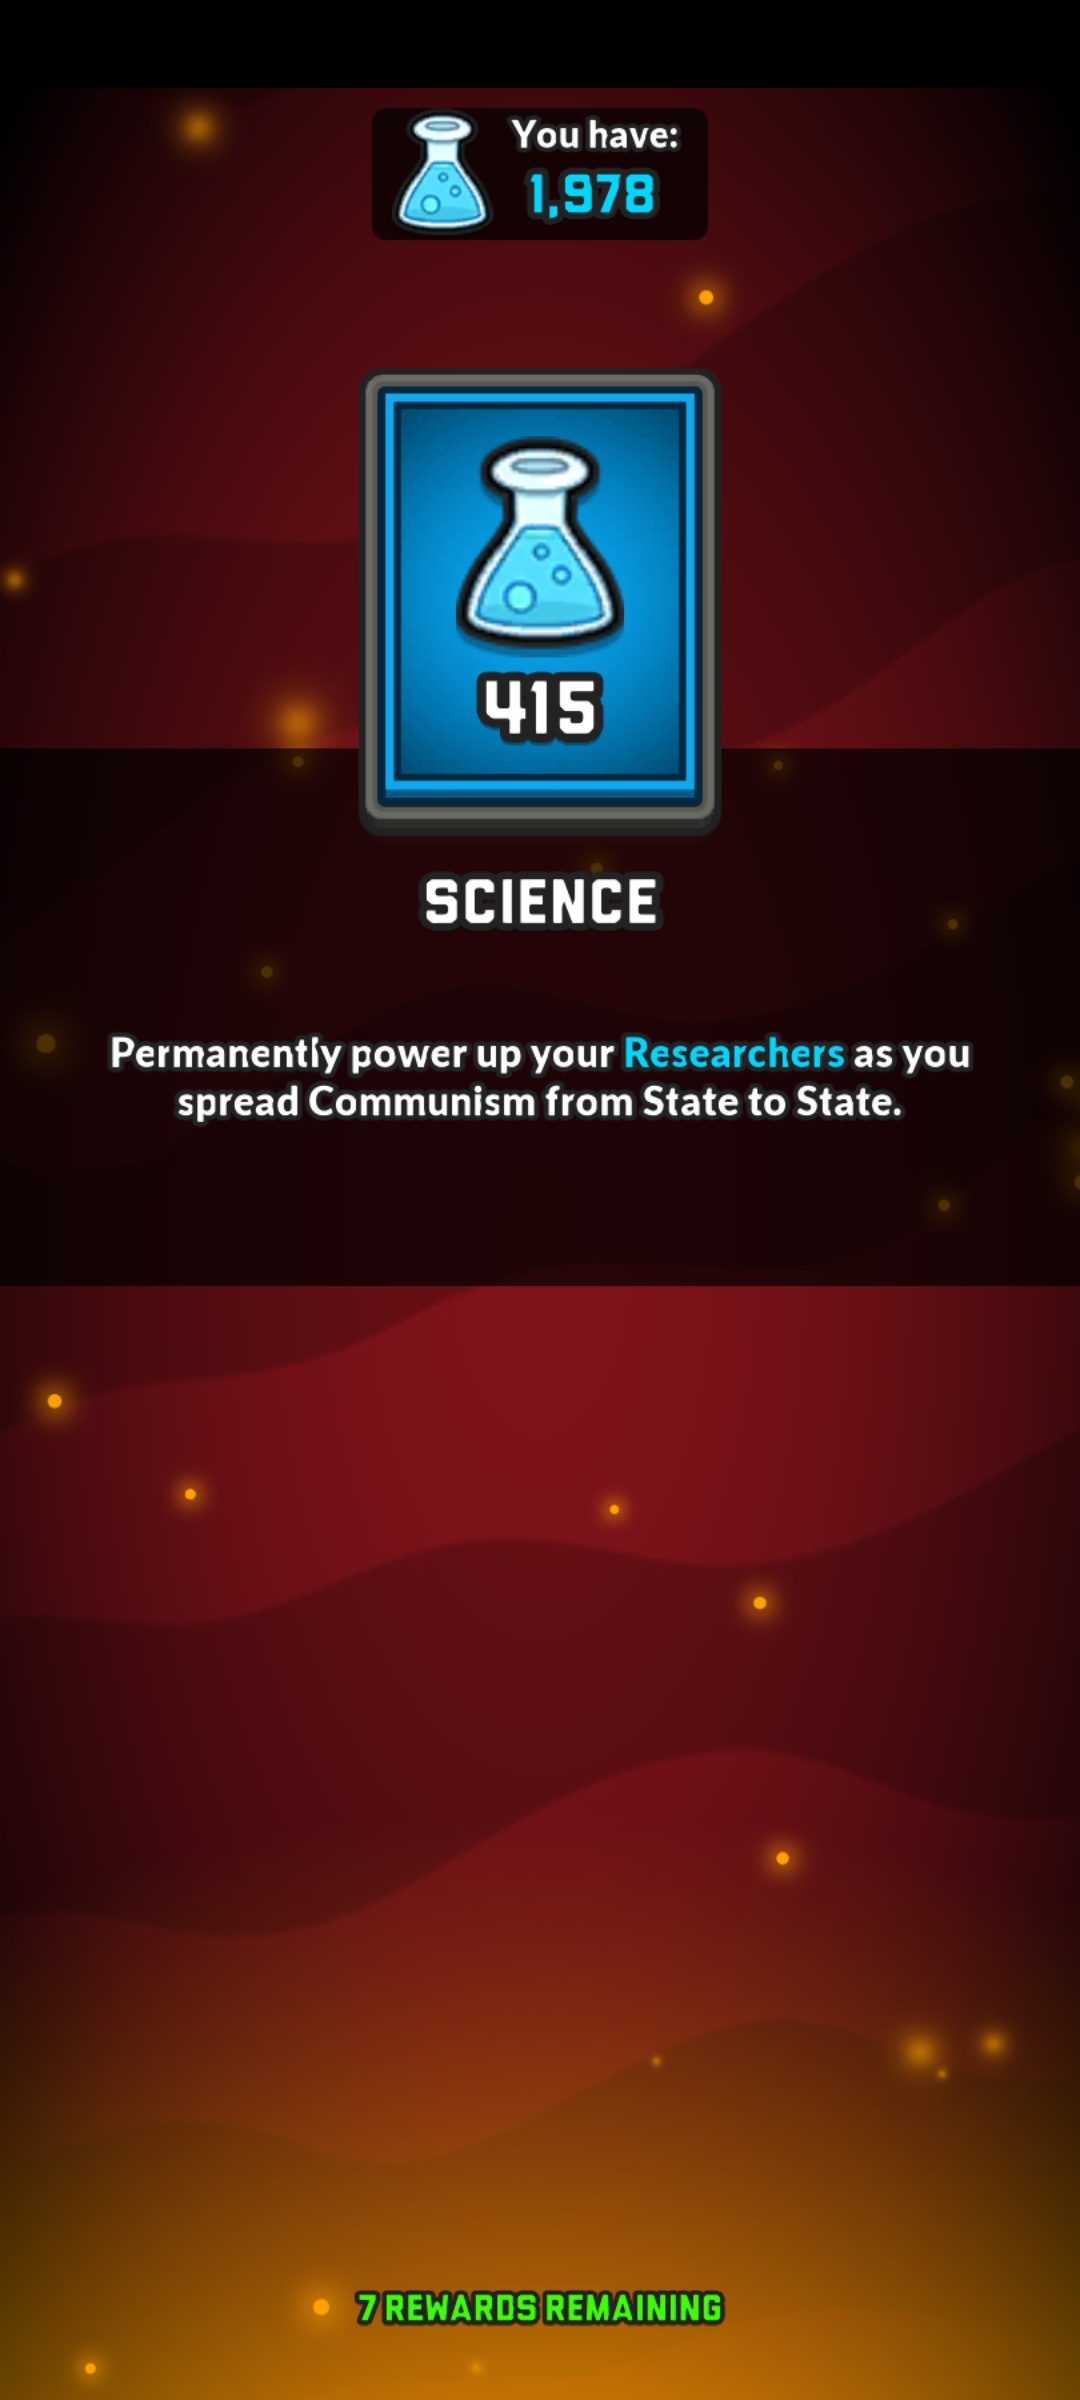 You have:
1,978
415
SCIENCE
Permanently power up your Researchers as you
spread Communism from State to State.
7 REWARDS REMAINING